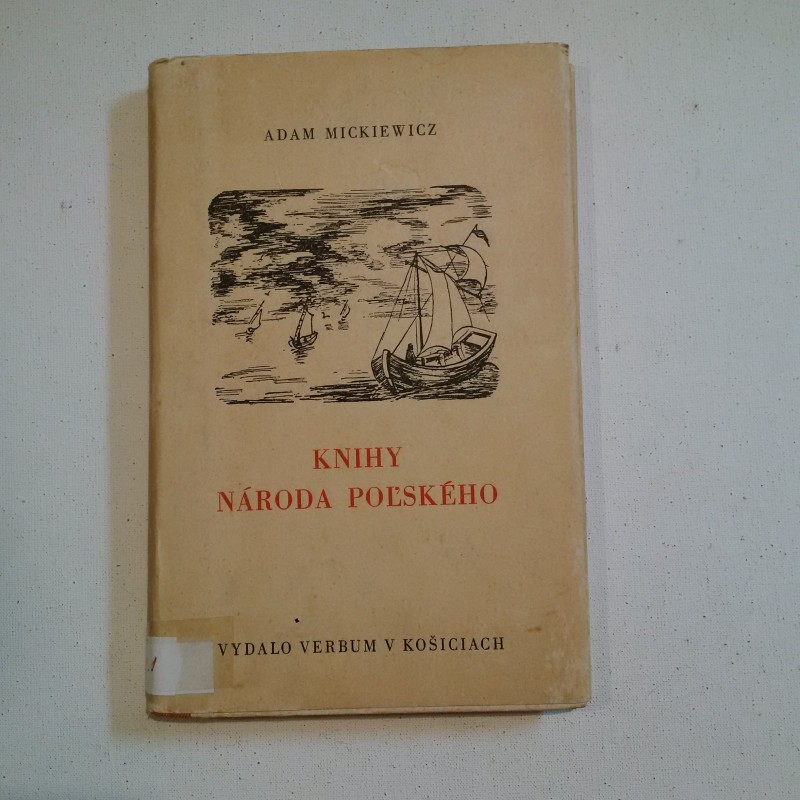 ADAM MICKIEWICZ
KNIHY
NÁRODA POĽSKÉHO
VYDALO VERBUM V KOŠICIACH